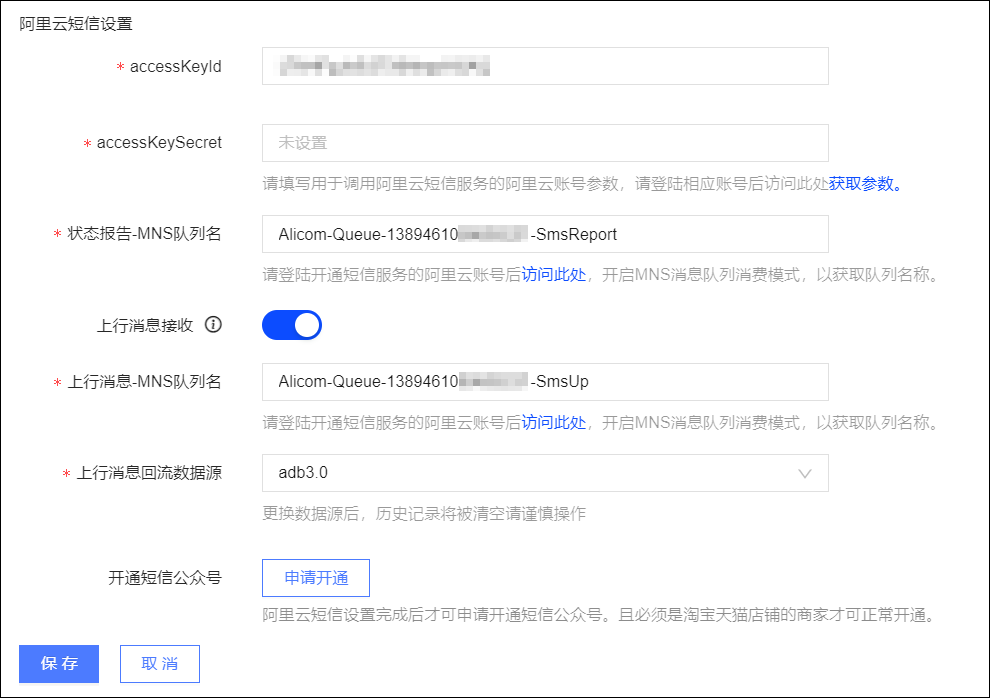 阿里云短信设置
* accessKeyId
* accessKeySecret 未设置
请填写用于调用阿里云短信服务的阿里云账号参数，请登陆相应账号后访问此处获取参数。
* 状态报告-MNS队列名 Alicom-Queue-13894610 -SmsReport
请登陆开通短信服务的阿里云账号后访问此处，开启MNS消息队列消费模式，以获取队列名称。
上行消息接收
* 上行消息-MNS队列名 Alicom-Queue-13894610 -SmsUp
请登陆开通短信服务的阿里云账号后访问此处，开启MNS消息队列消费模式，以获取队列名称。
* 上行消息回流数据源 adb3.0
更换数据源后，历史记录将被清空请谨慎操作
开通短信公众号 申请开通
阿里云短信设置完成后才可申请开通短信公众号。且必须是淘宝天猫店铺的商家才可正常开通。
保存 取消